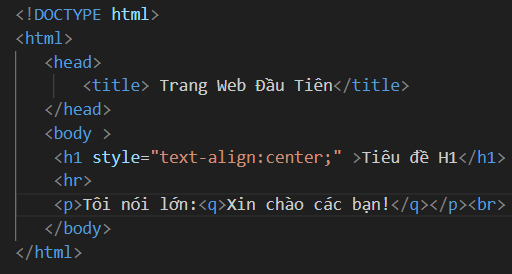 <!DOCTYPE html>
<html>
<head>
<title> Trang Web Đầu Tiên</title>
</head>
<body >
<h1 style="text-align:center;" >Tiêu đề H1</h1>
<hr>
<p>Tôi nói lớn:<q>Xin chào các bạn!</q></p><br>
</body>
</html>